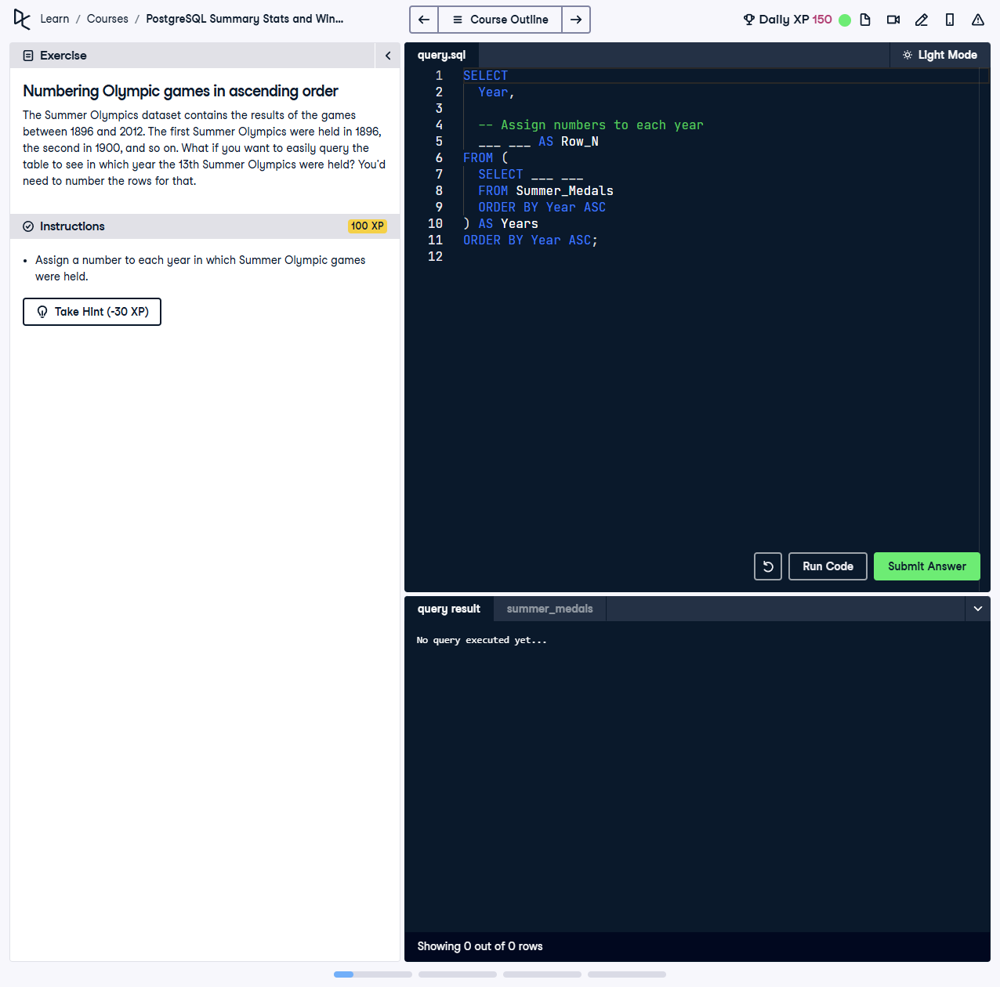 Learn / Courses / PostgreSQL Summary Stats and Win...
Course Outline
Daily XP 150
Exercise
Numbering Olympic games in ascending order
The Summer Olympics dataset contains the results of the games
between 1896 and 2012. The first Summer Olympics were held in 1896,
the second in 1900, and so on. What if you want to easily query the
table to see in which year the 13th Summer Olympics were held? You'd
need to number the rows for that.
Instructions
100 XP
• Assign a number to each year in which Summer Olympic games
were held.
Take Hint (-30 XP)
query.sql
Light Mode
1 SELECT
2 Year,
3
4 -- Assign numbers to each year
5 ___ ___ AS Row_N
6 FROM (
7 SELECT ___ ___
8 FROM Summer_Medals
9 ORDER BY Year ASC
10 ) AS Years
11 ORDER BY Year ASC;
12
Run Code
Submit Answer
query result
summer_medals
No query executed yet...
Showing 0 out of 0 rows